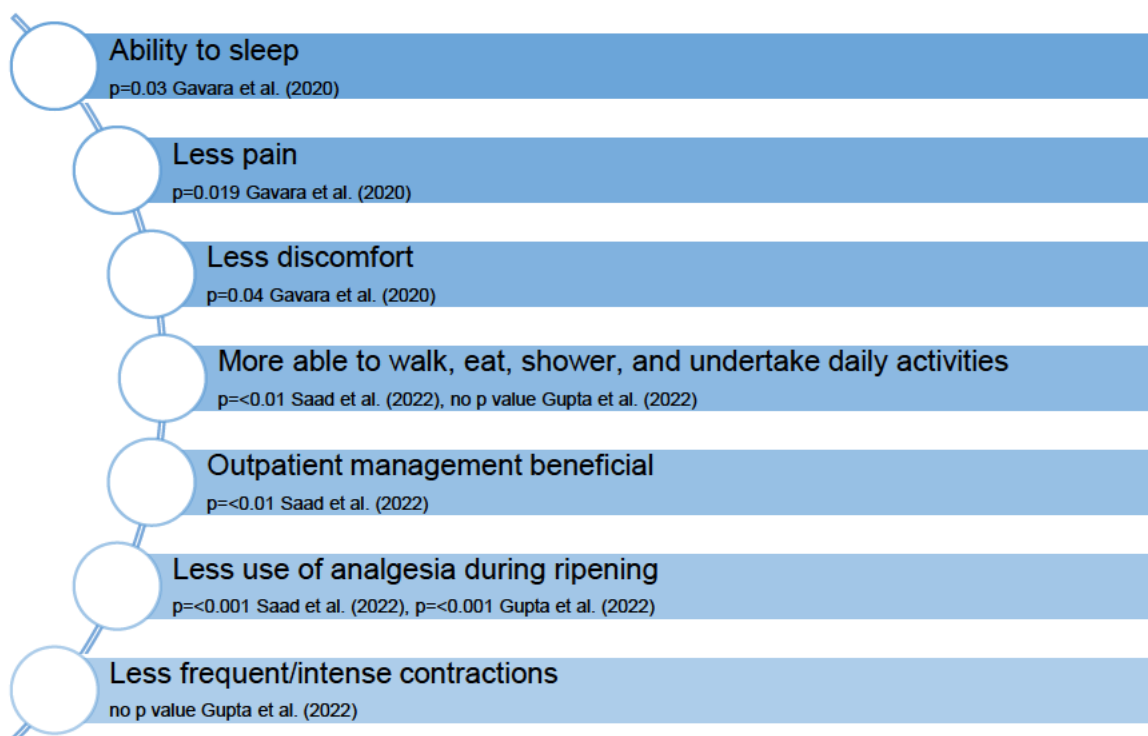 Ability to sleep
p=0.03 Gavara et al. (2020)
Less pain
p=0.019 Gavara et al. (2020)
Less discomfort
p=0.04 Gavara et al. (2020)
More able to walk, eat, shower, and undertake daily activities
p=<0.01 Saad et al. (2022), no p value Gupta et al. (2022)
Outpatient management beneficial
p=<0.01 Saad et al. (2022)
Less use of analgesia during ripening
p=<0.001 Saad et al. (2022), p=<0.001 Gupta et al. (2022)
Less frequent/intense contractions
no p value Gupta et al. (2022)